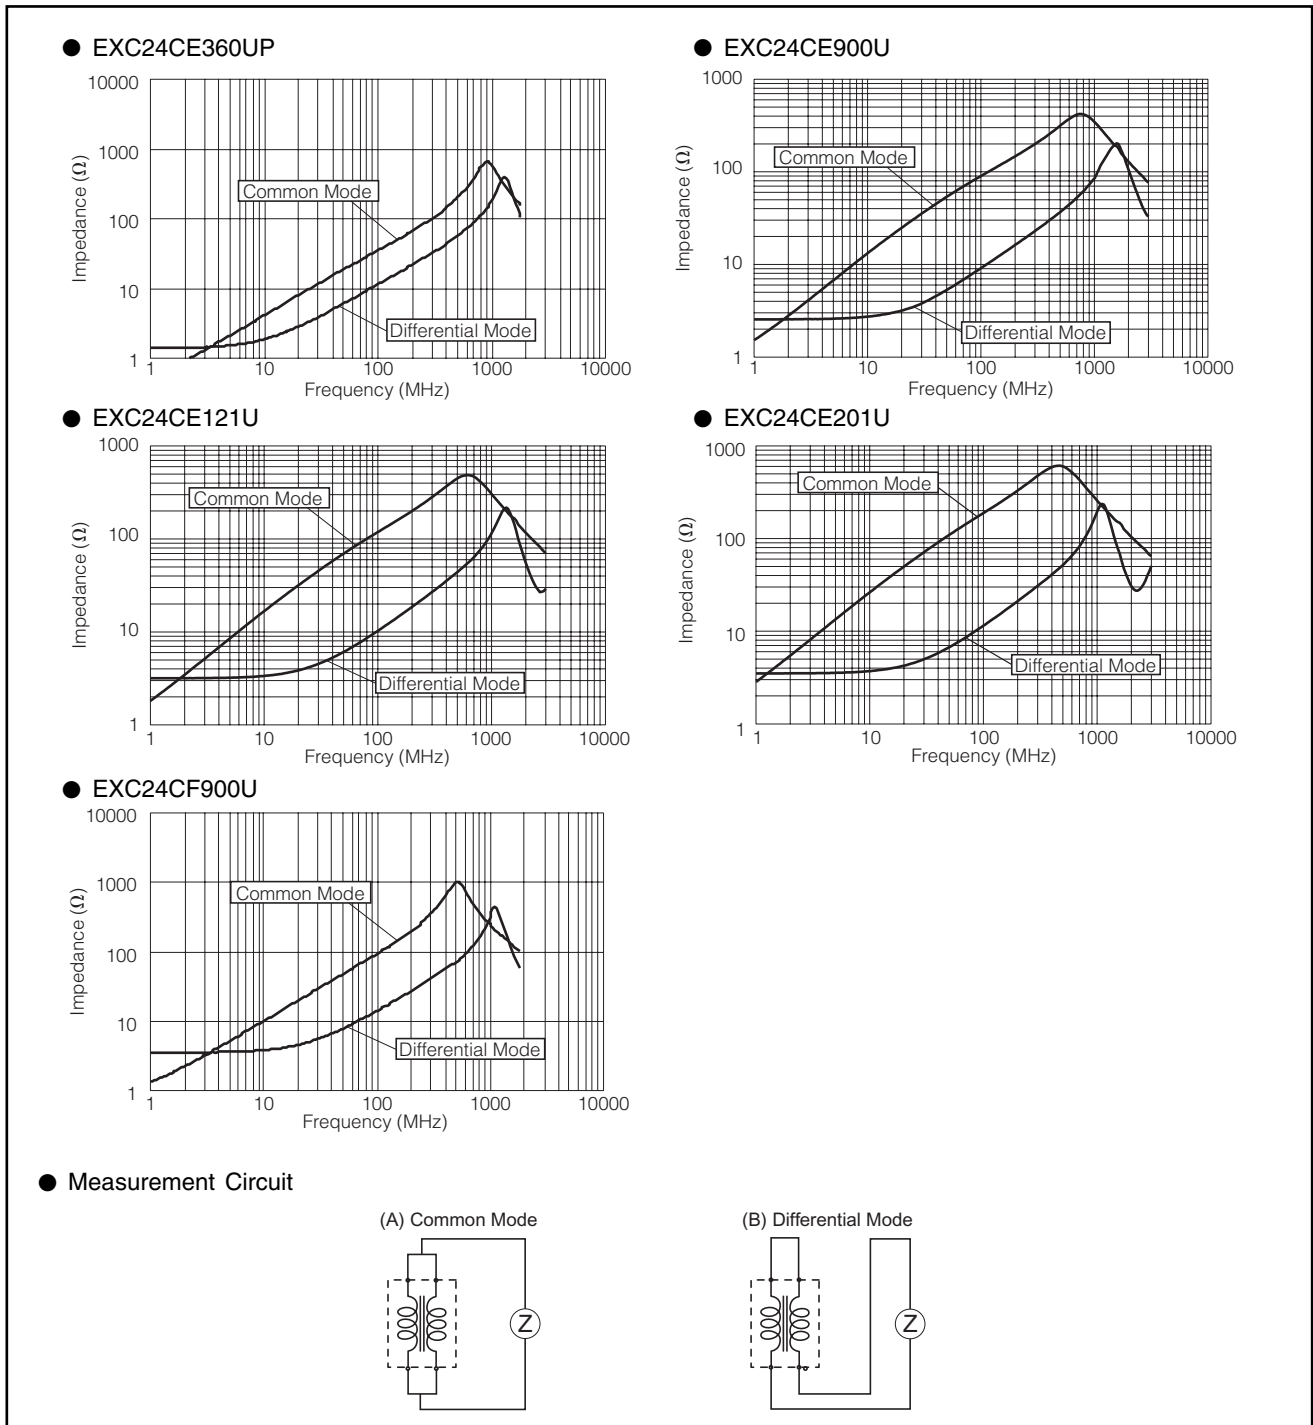 ● EXC24CE360UP
10000
1000
100
10
1
Impedance (Ω)
Common Mode
Differential Mode
1 10 100 1000 10000
Frequency (MHz)
● EXC24CE900U
1000
100
10
1
Impedance (Ω)
Common Mode
Differential Mode
1 10 100 1000 10000
Frequency (MHz)
● EXC24CE121U
1000
100
10
1
Impedance (Ω)
Common Mode
Differential Mode
1 10 100 1000 10000
Frequency (MHz)
● EXC24CE201U
1000
100
10
1
Impedance (Ω)
Common Mode
Differential Mode
1 10 100 1000 10000
Frequency (MHz)
● EXC24CF900U
10000
1000
100
10
1
Impedance (Ω)
Common Mode
Differential Mode
1 10 100 1000 10000
Frequency (MHz)
● Measurement Circuit
(A) Common Mode
Z
(B) Differential Mode
Z